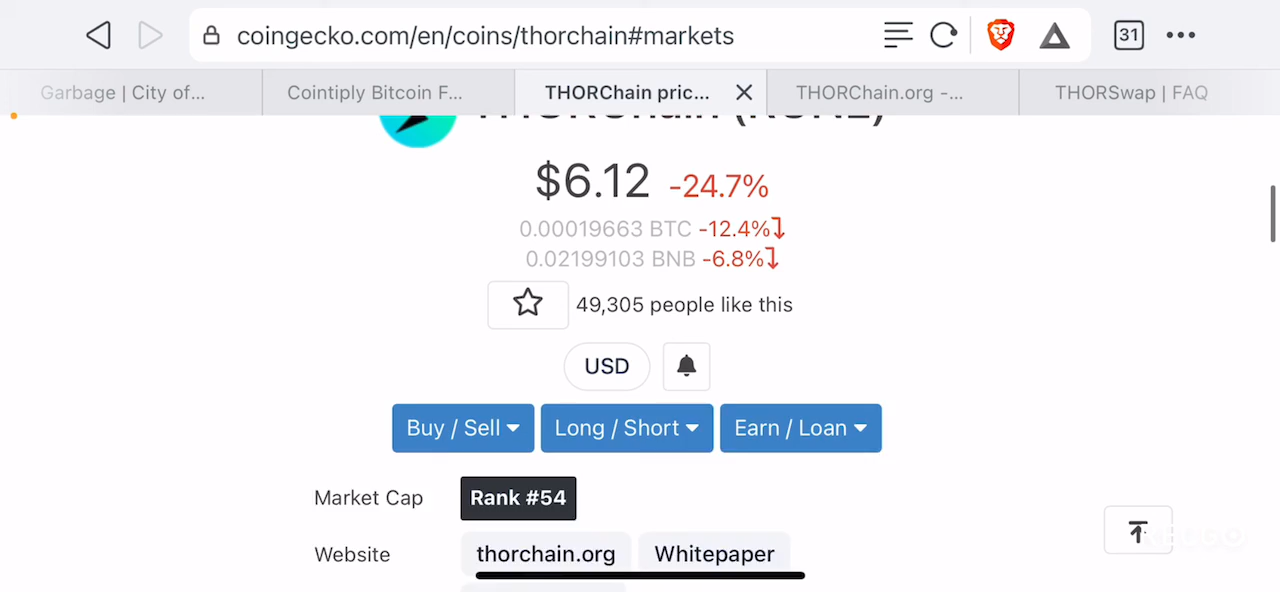 coingecko.com/en/coins/thorchain#markets
31
Garbage | City of...
Cointiply Bitcoin F...
THORChain pric...
THORChain.org -...
THORSwap | FAQ
THORChain (RUNE)
$6.12 -24.7%
0.00019663 BTC -12.4%
0.02199103 BNB -6.8%
49,305 people like this
USD
Buy / Sell
Long / Short
Earn / Loan
Market Cap Rank #54
Website thorchain.org Whitepaper